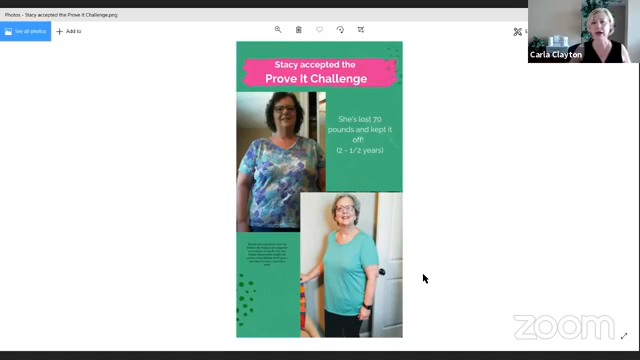 Photos - Stacy accepted the Prove It Challenge.png
See all photos
Add to
Carla Clayton
Stacy accepted the
Prove It Challenge
She's lost 70
pounds and kept it
off!
(2 - 1/2 years)
zoom